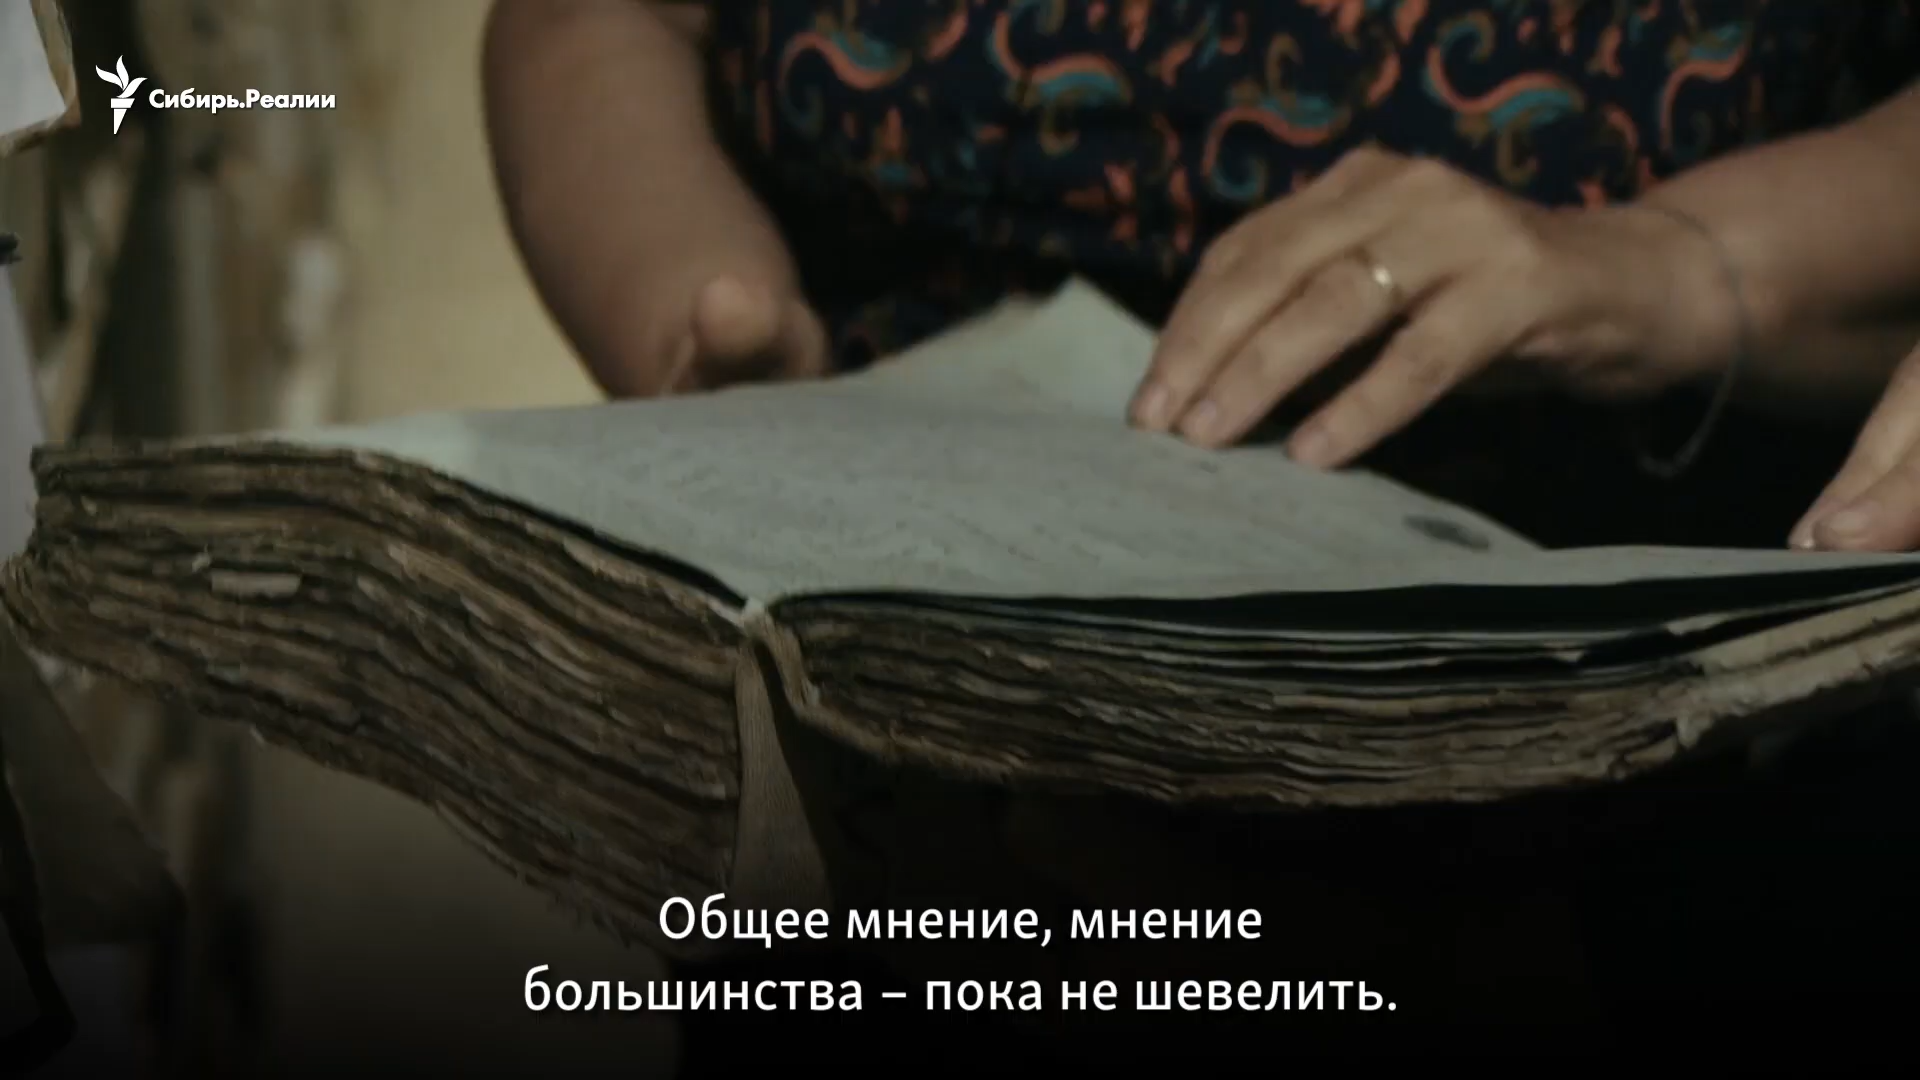 Сибирь.Реалии
Общее мнение, мнение
большинства – пока не шевелить.